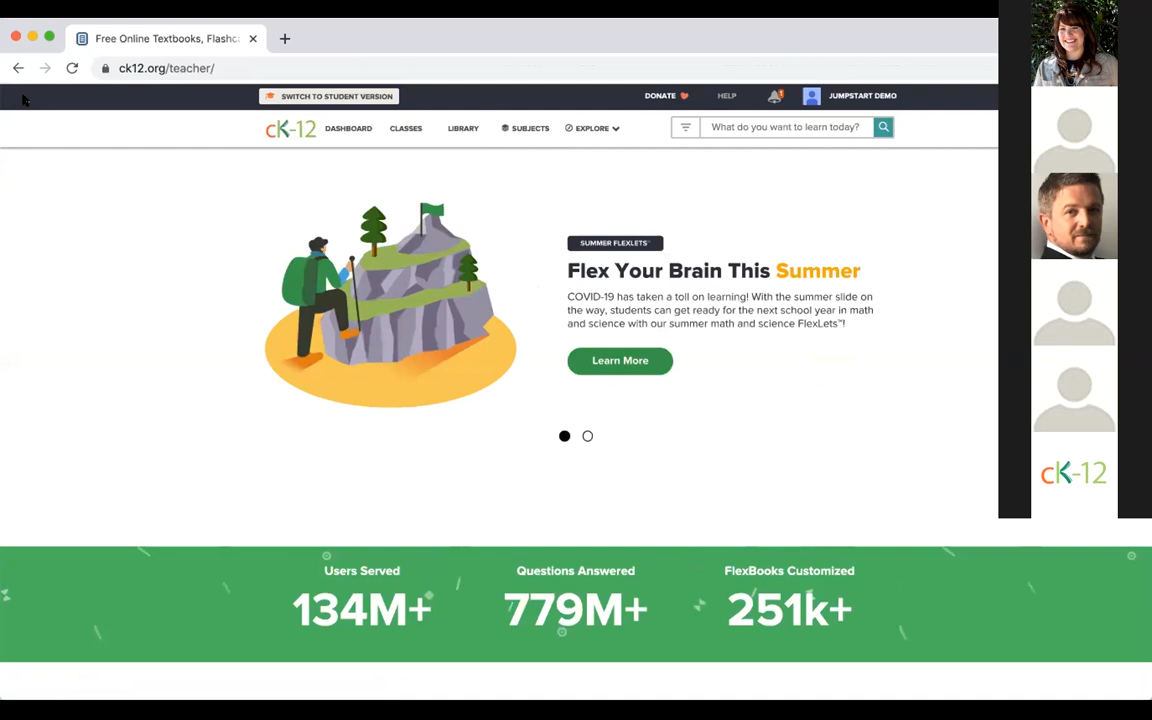 Free Online Textbooks, Flashca
ck12.org/teacher/
SWITCH TO STUDENT VERSION
DONATE
HELP
1
JUMPSTART DEMO
cK-12
DASHBOARD
CLASSES
LIBRARY
SUBJECTS
EXPLORE
What do you want to learn today?
SUMMER FLEXLETS™
Flex Your Brain This Summer
COVID-19 has taken a toll on learning! With the summer slide on
the way, students can get ready for the next school year in math
and science with our summer math and science FlexLets™!
Learn More
cK-12
Users Served
134M+
Questions Answered
779M+
FlexBooks Customized
251k+